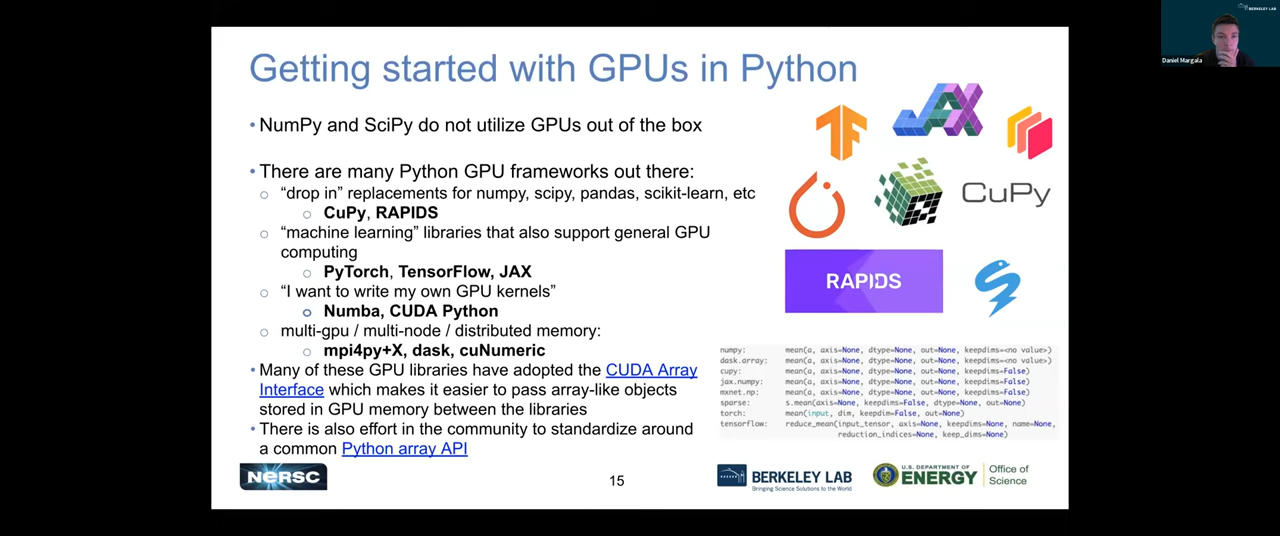 BERKELEY LAB
Daniel Margala
Getting started with GPUs in Python
• NumPy and SciPy do not utilize GPUs out of the box
• There are many Python GPU frameworks out there:
○ “drop in” replacements for numpy, scipy, pandas, scikit-learn, etc
○ CuPy, RAPIDS
○ “machine learning” libraries that also support general GPU
computing
○ PyTorch, TensorFlow, JAX
○ “I want to write my own GPU kernels”
○ Numba, CUDA Python
○ multi-gpu / multi-node / distributed memory:
○ mpi4py+X, dask, cuNumeric
• Many of these GPU libraries have adopted the CUDA Array
Interface which makes it easier to pass array-like objects
stored in GPU memory between the libraries
• There is also effort in the community to standardize around
a common Python array API
JAX
CuPy
RAPIDS
numpy: mean(a, axis=None, dtype=None, out=None, keepdims=<no value>)
dask.array: mean(a, axis=None, dtype=None, out=None, keepdims=<no value>)
cupy: mean(a, axis=None, dtype=None, out=None, keepdims=False)
jax.numpy: mean(a, axis=None, dtype=None, out=None, keepdims=False)
mxnet.np: mean(a, axis=None, dtype=None, out=None, keepdims=False)
sparse: s.mean(axis=None, keepdims=False, dtype=None, out=None)
torch: mean(input, dim, keepdim=False, out=None)
tensorflow: reduce_mean(input_tensor, axis=None, keepdims=None, name=None,
reduction_indices=None, keep_dims=None)
NERSC
15
BERKELEY LAB
Bringing Science Solutions to the World
U.S. DEPARTMENT OF
ENERGY
Office of
Science